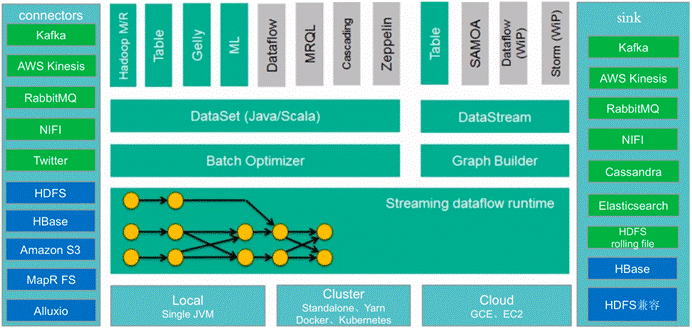 connectors
Kafka
AWS Kinesis
RabbitMQ
NIFI
Twitter
HDFS
HBase
Amazon S3
MapR FS
Alluxio
Hadoop M/R
Table
Gelly
ML
Dataflow
MRQL
Cascading
Zeppelin
Table
SAMOA
Dataflow
(WiP)
Storm (WiP)
DataSet (Java/Scala)
DataStream
Batch Optimizer
Graph Builder
Streaming dataflow runtime
Local
Single JVM
Cluster
Standalone、Yarn
Docker、Kubernetes
Cloud
GCE、EC2
sink
Kafka
AWS Kinesis
RabbitMQ
NIFI
Cassandra
Elasticsearch
HDFS
rolling file
HBase
HDFS兼容